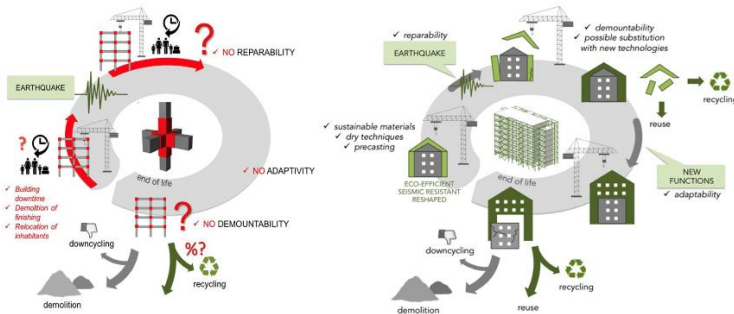 ?
✓ NO REPARABILITY
EARTHQUAKE
?
✓ Building
downtime
✓ Demolition of
finishing
✓ Relocation of
inhabitants
✓ NO ADAPTIVITY
end of life
?
✓ NO DEMOUNTABILITY
downcycling
%?
recycling
demolition
✓ reparability
EARTHQUAKE
✓ demountability
✓ possible substitution
with new technologies
recycling
reuse
✓ sustainable materials
✓ dry techniques
✓ precasting
ECO-EFFICIENT
SEISMIC RESISTANT
RESHAPED
end of life
NEW
FUNCTIONS
✓ adaptability
downcycling
recycling
demolition
reuse